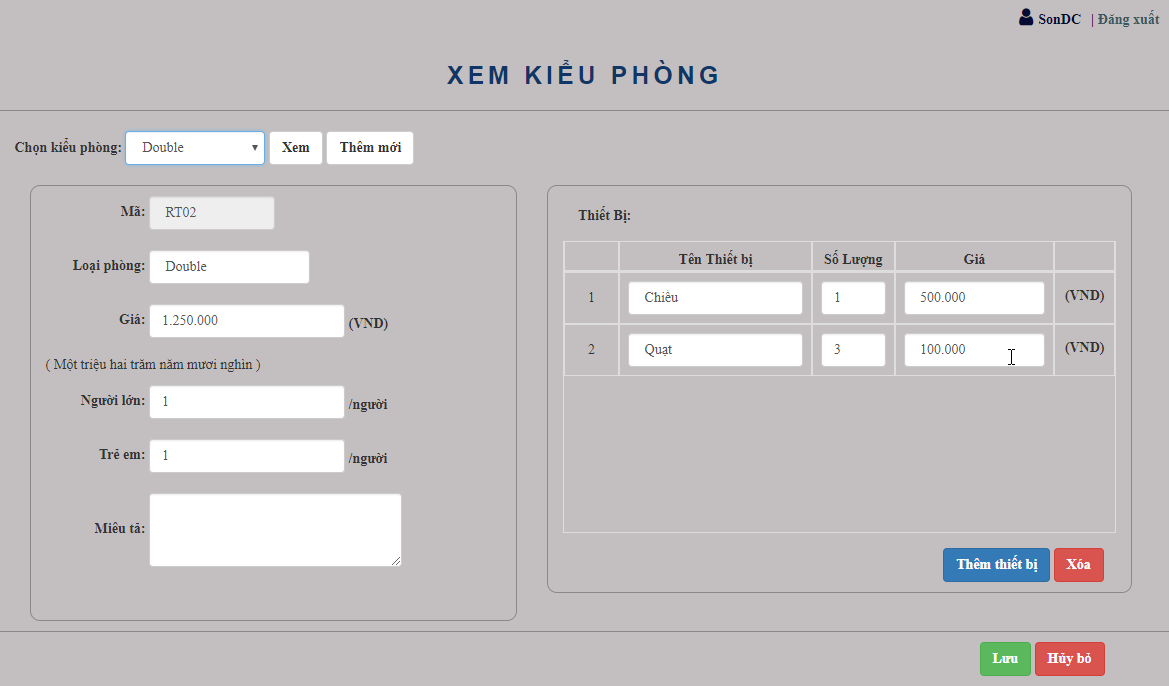 SonDC | Đăng xuất
XEM KIỂU PHÒNG
Chọn kiểu phòng: Double Xem Thêm mới
Mã: RT02
Loại phòng: Double
Giá: 1.250.000 (VND)
( Một triệu hai trăm năm mươi nghìn )
Người lớn: 1 /người
Trẻ em: 1 /người
Miêu tả:
Thiết Bị:
Tên Thiết bị Số Lượng Giá
1 Chiếu 1 500.000 (VND)
2 Quạt 3 100.000 (VND)
Thêm thiết bị Xóa
Lưu Hủy bỏ